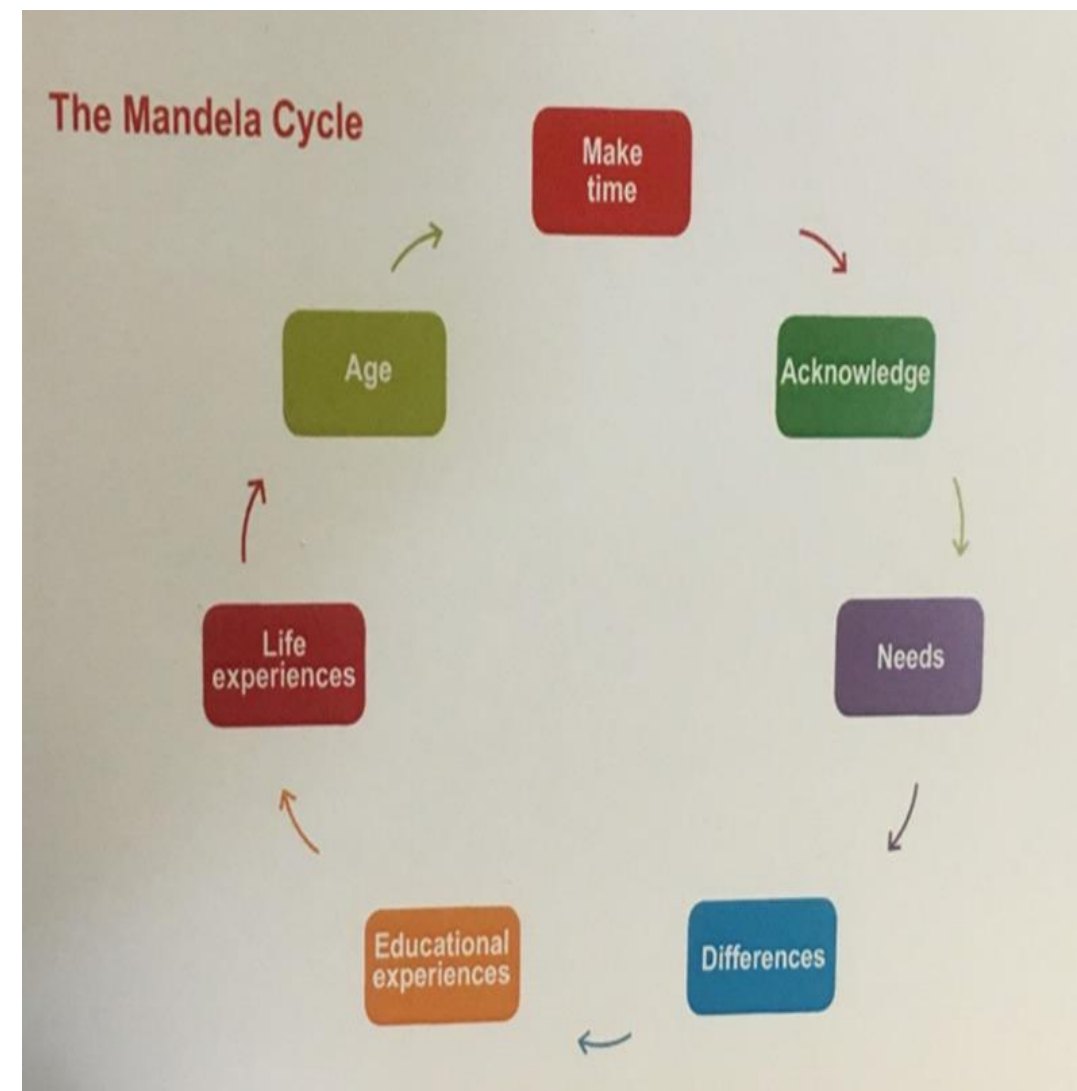 The Mandela Cycle
Make
time
Acknowledge
Needs
Differences
Educational
experiences
Life
experiences
Age